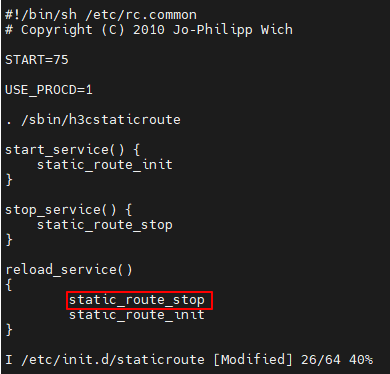 #!/bin/sh /etc/rc.common
# Copyright (C) 2010 Jo-Philipp Wich
START=75
USE_PROCD=1
. /sbin/h3cstaticroute
start_service() {
static_route_init
}
stop_service() {
static_route_stop
}
reload_service()
{
static_route_stop
static_route_init
}
I /etc/init.d/staticroute [Modified] 26/64 40%